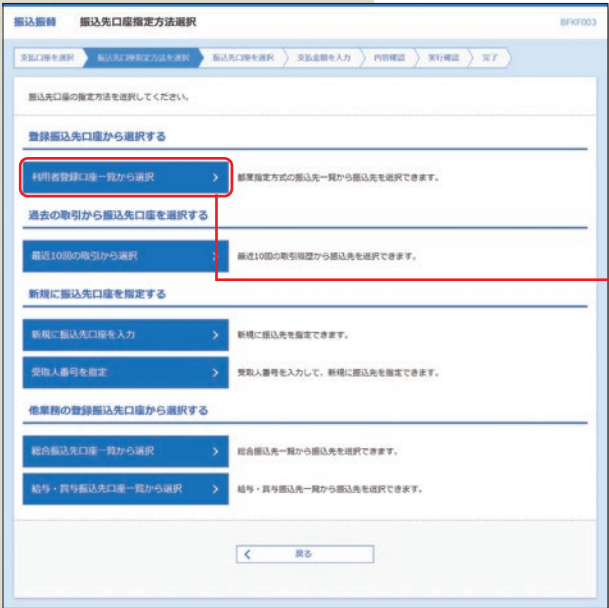 振込振替 振込先口座指定方法選択 BFKF003
支払口座を選択 振込先口座指定方法を選択 振込先口座を選択 支払金額を入力 内容確認 実行確認 完了
振込先口座の指定方法を選択してください。
登録振込先口座から選択する
利用者登録口座一覧から選択 都度指定方式の振込先一覧から振込先を選択できます。
過去の取引から振込先口座を選択する
最近10回の取引から選択 最近10回の取引履歴から振込先を選択できます。
新規に振込先口座を指定する
新規に振込先口座を入力 新規に振込先を指定できます。
受取人番号を指定 受取人番号を入力して、新規に振込先を指定できます。
他業務の登録振込先口座から選択する
総合振込先口座一覧から選択 総合振込先一覧から振込先を選択できます。
給与・賞与振込先口座一覧から選択 給与・賞与振込先一覧から振込先を選択できます。
戻る